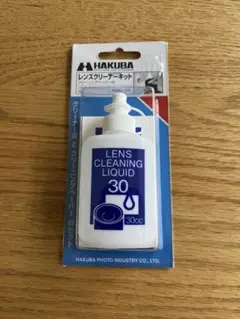 HAKUBA
レンズクリーナーキット
LENS
CLEANING
LIQUID
30
30cc
HAKUBA PHOTO INDUSTRY CO., LTD.